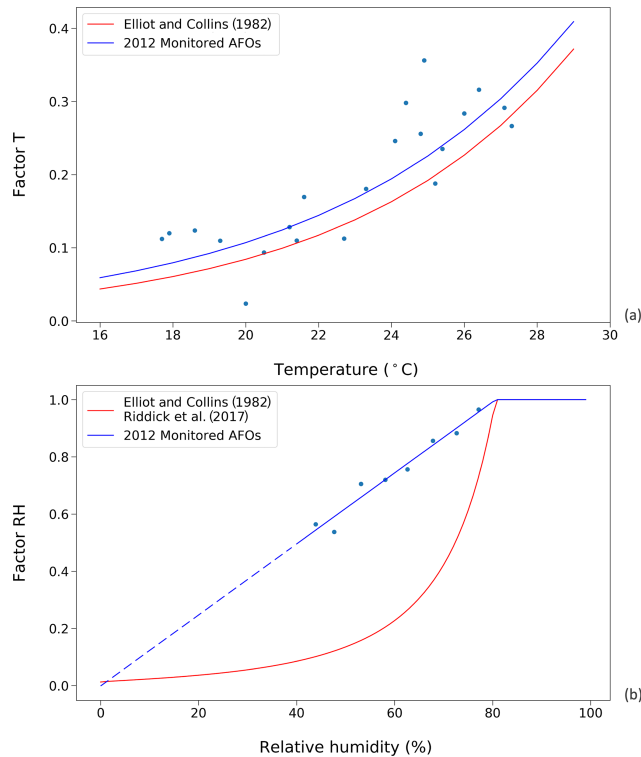 Elliot and Collins (1982)
2012 Monitored AFOs
Factor T
0.4
0.3
0.2
0.1
0.0
16 18 20 22 24 26 28 30
Temperature (°C)
(a)
Elliot and Collins (1982)
Riddick et al. (2017)
2012 Monitored AFOs
Factor RH
1.0
0.8
0.6
0.4
0.2
0.0
0 20 40 60 80 100
Relative humidity (%)
(b)